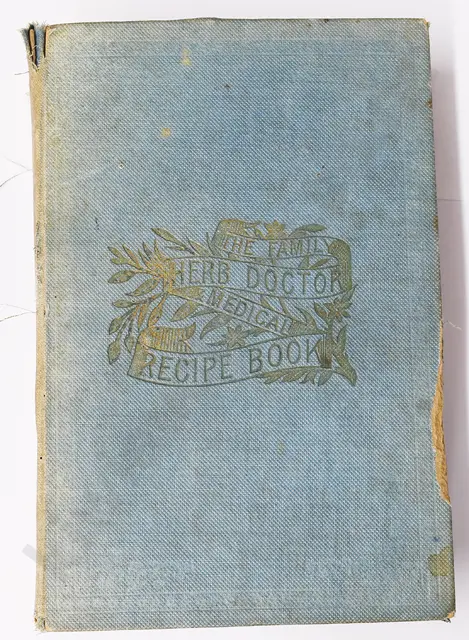 THE FAMILY
HERB DOCTOR
& MEDICAL
RECIPE BOOK